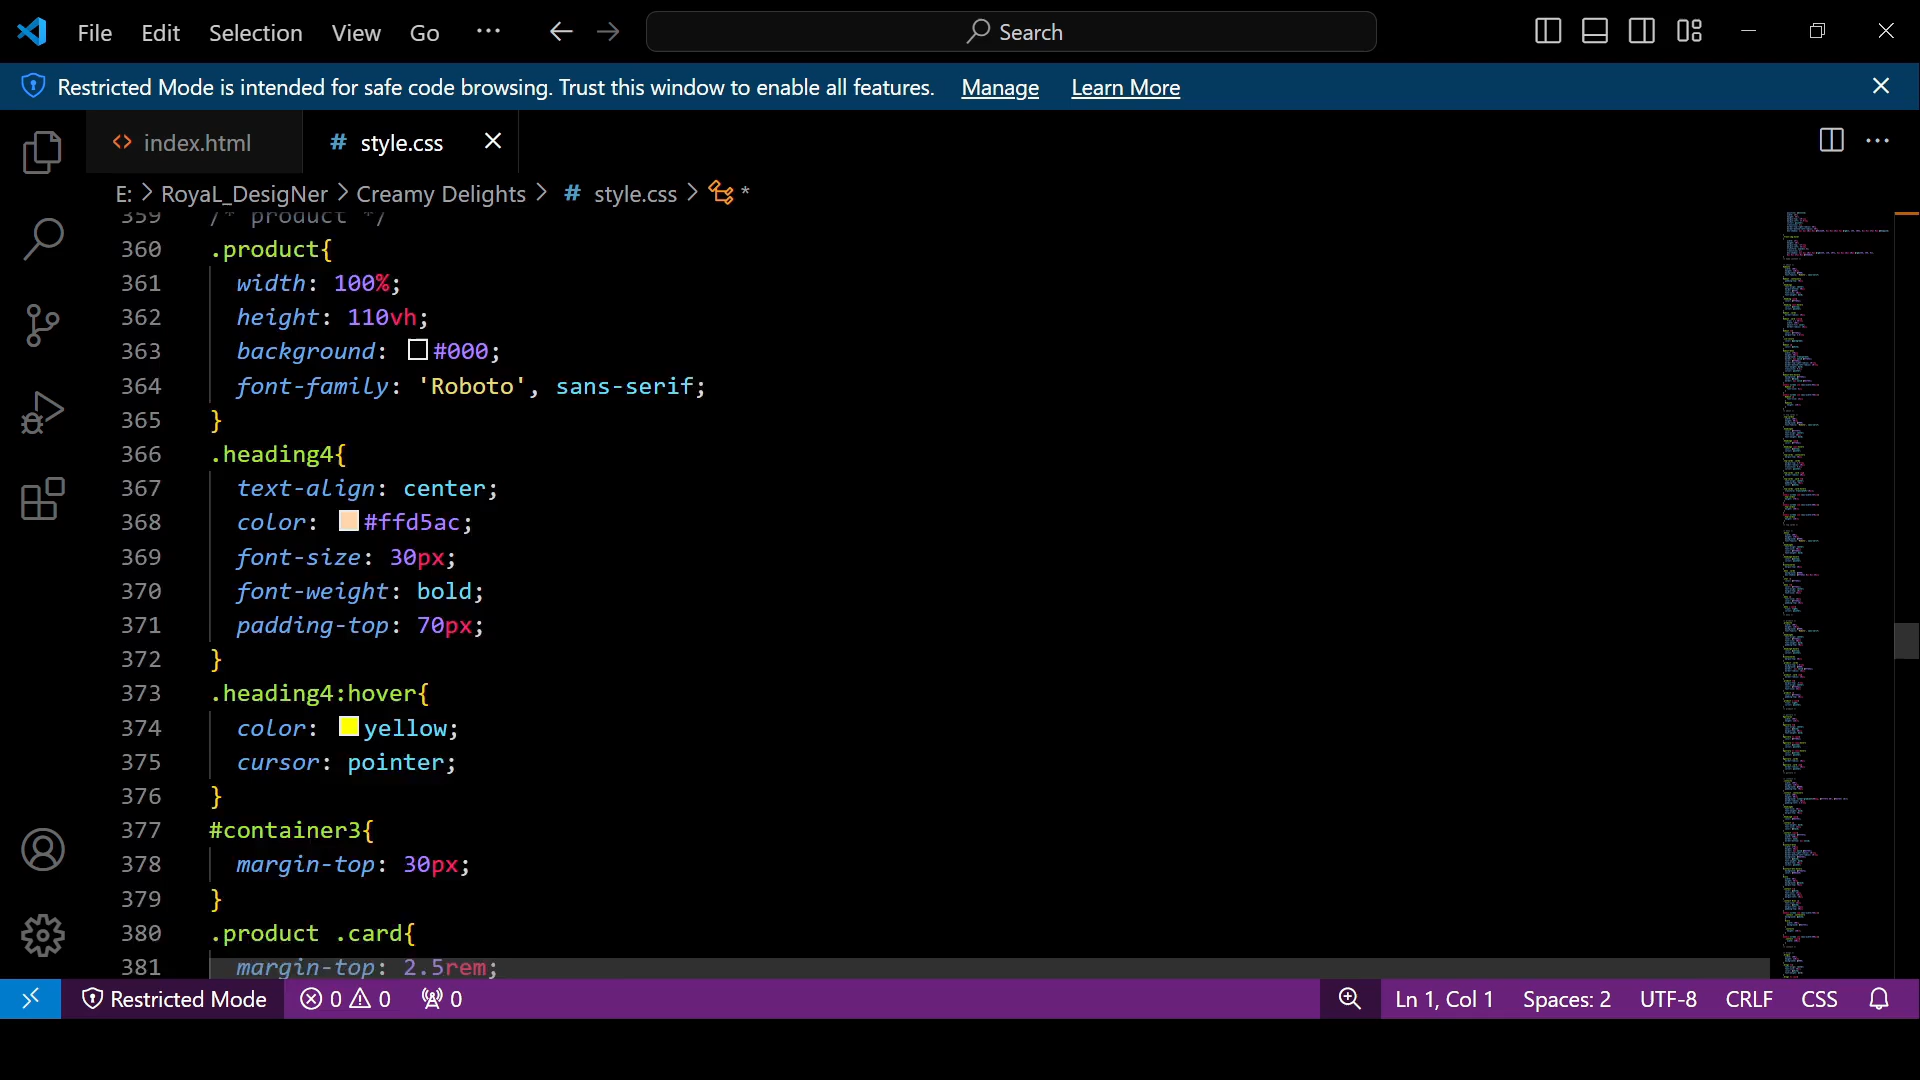 File Edit Selection View Go ··· Search
Restricted Mode is intended for safe code browsing. Trust this window to enable all features. Manage Learn More
index.html # style.css
E: > RoyaL_DesigNer > Creamy Delights > # style.css > *
359 /* product */
360 .product{
361 width: 100%;
362 height: 110vh;
363 background: #000;
364 font-family: 'Roboto', sans-serif;
365 }
366 .heading4{
367 text-align: center;
368 color: #ffd5ac;
369 font-size: 30px;
370 font-weight: bold;
371 padding-top: 70px;
372 }
373 .heading4:hover{
374 color: yellow;
375 cursor: pointer;
376 }
377 #container3{
378 margin-top: 30px;
379 }
380 .product .card{
381 margin-top: 2.5rem;
Restricted Mode 0 0 0 Ln 1, Col 1 Spaces: 2 UTF-8 CRLF CSS